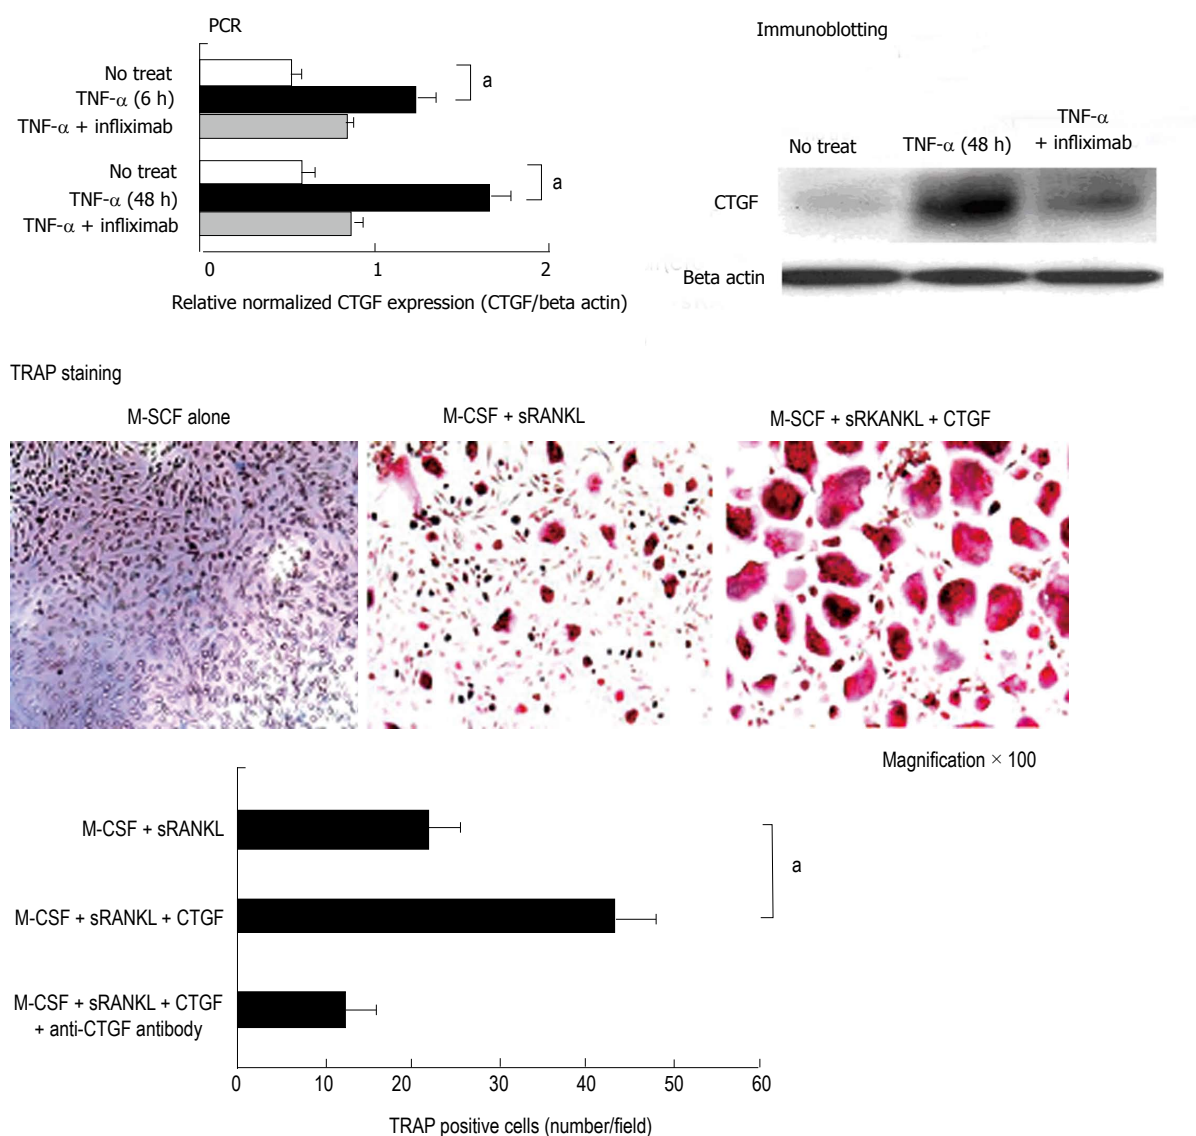 PCR
No treat
TNF-α (6 h)
TNF-α + infliximab
a
No treat
TNF-α (48 h)
TNF-α + infliximab
a
0 1 2
Relative normalized CTGF expression (CTGF/beta actin)
Immunoblotting
No treat TNF-α (48 h) TNF-α
+ infliximab
CTGF
Beta actin
TRAP staining
M-SCF alone M-CSF + sRANKL M-SCF + sRKANKL + CTGF
Magnification × 100
M-CSF + sRANKL
a
M-CSF + sRANKL + CTGF
M-CSF + sRANKL + CTGF
+ anti-CTGF antibody
0 10 20 30 40 50 60
TRAP positive cells (number/field)